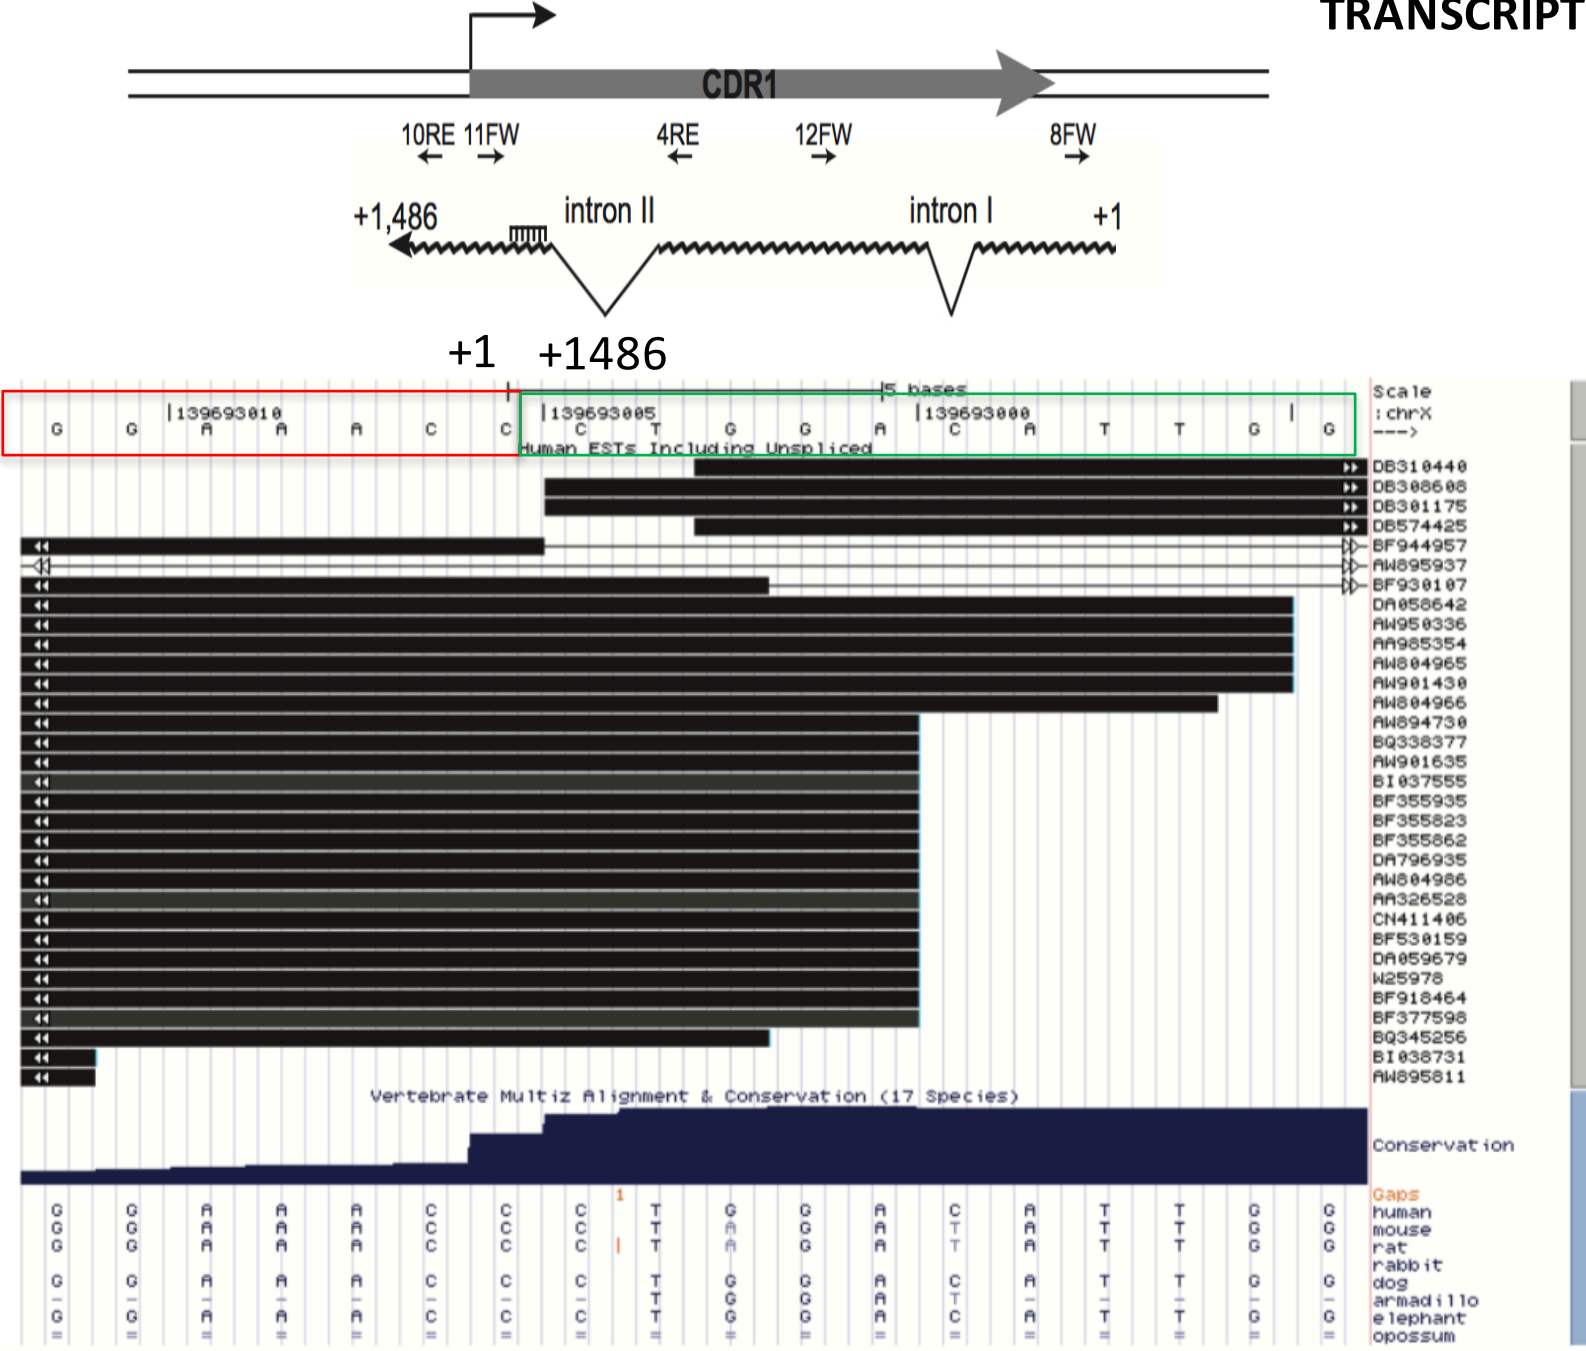 TRANSCRIPT
CDR1
10RE 11FW 4RE 12FW 8FW
+1,486 intron II intron I +1
+1 +1486
5 bases Scale
|139693010 |139693005 |139693000 | :chrX
G G A A A C C C T G G A C A T T G G --->
Human ESTs Including Unspliced
DB310440
DB308608
DB301175
DB574425
BF944957
AW895937
BF930107
DA058642
AW950336
AA985354
AW804965
AW901430
AW804966
AW894730
BQ338377
AW901635
BI037555
BF355935
BF355823
BF355862
DA796935
AW804986
AA326528
CN411406
BF530159
DA059679
W25978
BF918464
BF377598
BQ345256
BI038731
AW895811
Vertebrate Multiz Alignment & Conservation (17 Species)
Conservation
1 Gaps
G G A A A C C C T G G A C A T T G G human
G G A A A C C C T A G A T A T T G G mouse
G G A A A C C C | T A G A T A T T G G rat
rabbit
G G A A A C C C T G G A C A T T G G dog
- - - - - - - - T G G A T - - - - - armadillo
G G A A A C C C T G G A C A T T G G elephant
= = = = = = = = = = = = = = = = = = opossum